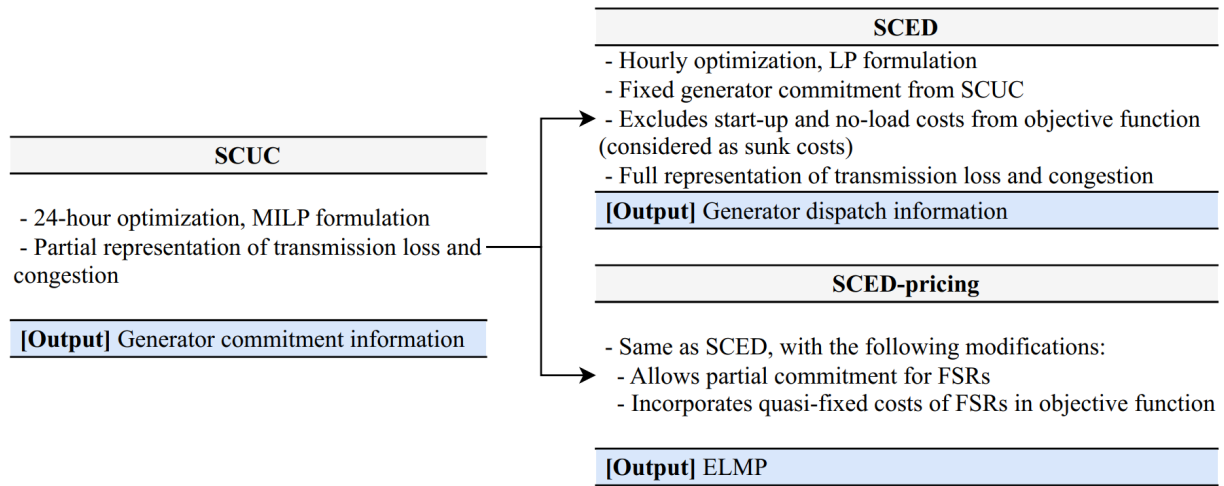 SCUC
- 24-hour optimization, MILP formulation
- Partial representation of transmission loss and
congestion
[Output] Generator commitment information
SCED
- Hourly optimization, LP formulation
- Fixed generator commitment from SCUC
- Excludes start-up and no-load costs from objective function
(considered as sunk costs)
- Full representation of transmission loss and congestion
[Output] Generator dispatch information
SCED-pricing
- Same as SCED, with the following modifications:
- Allows partial commitment for FSRs
- Incorporates quasi-fixed costs of FSRs in objective function
[Output] ELMP